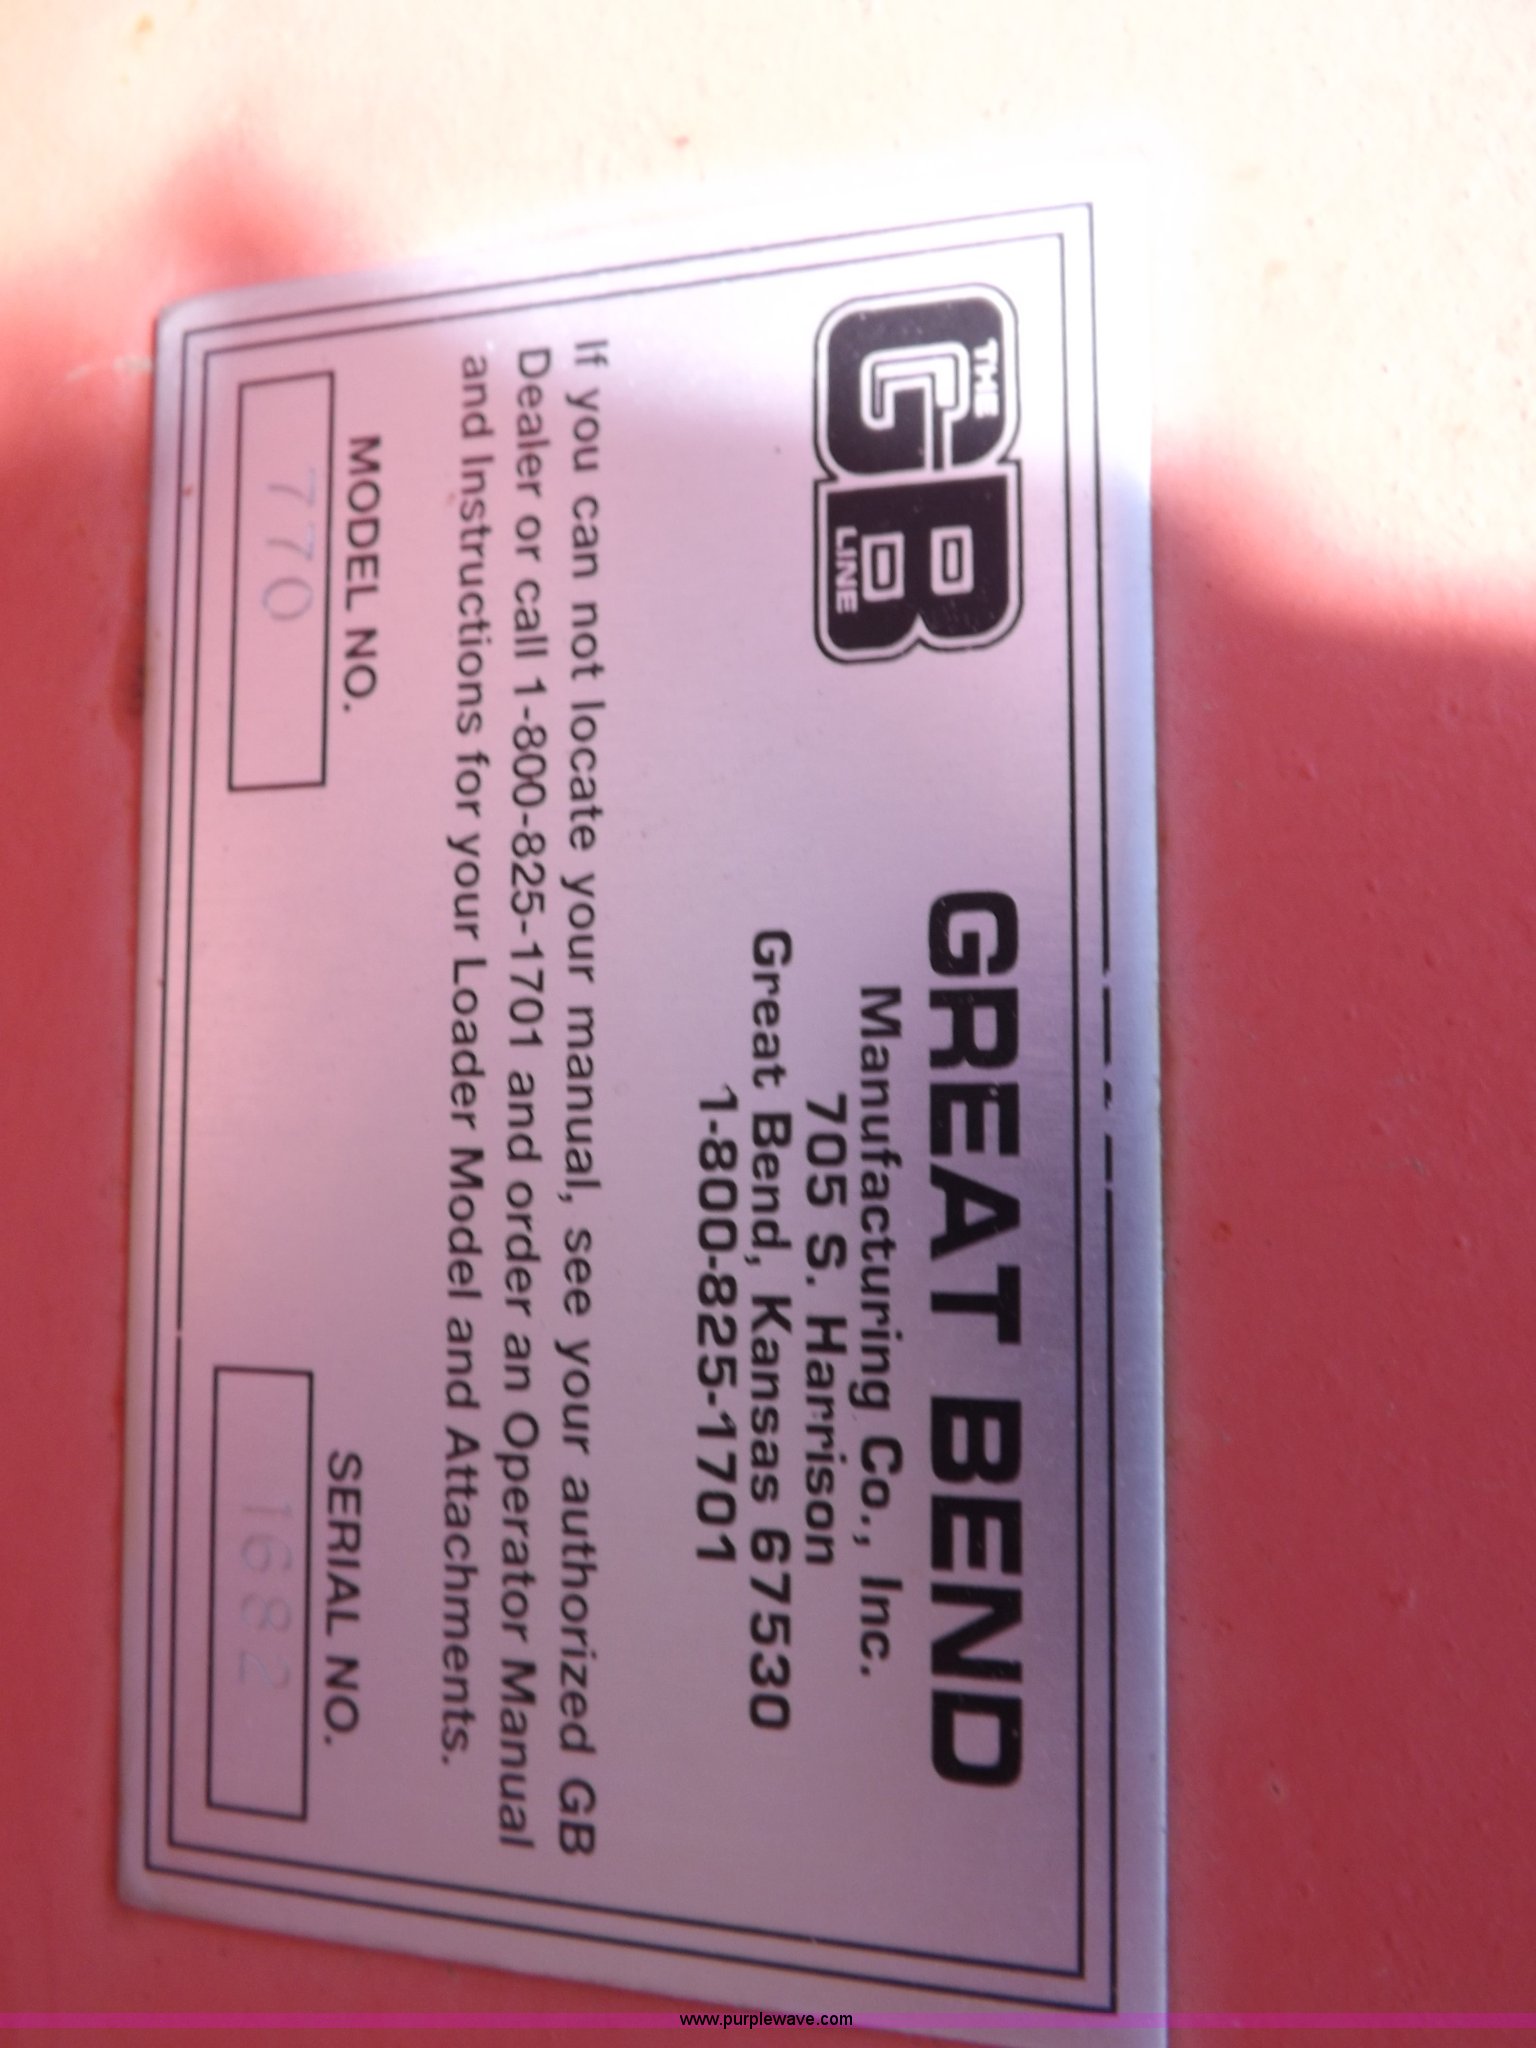 THE
GB
LINE
GREAT BEND
Manufacturing Co., Inc.
705 S. Harrison
Great Bend, Kansas 67530
1-800-825-1701
If you can not locate your manual, see your authorized GB
Dealer or call 1-800-825-1701 and order an Operator Manual
and Instructions for your Loader Model and Attachments.
MODEL NO.
770
SERIAL NO.
1682
www.purplewave.com